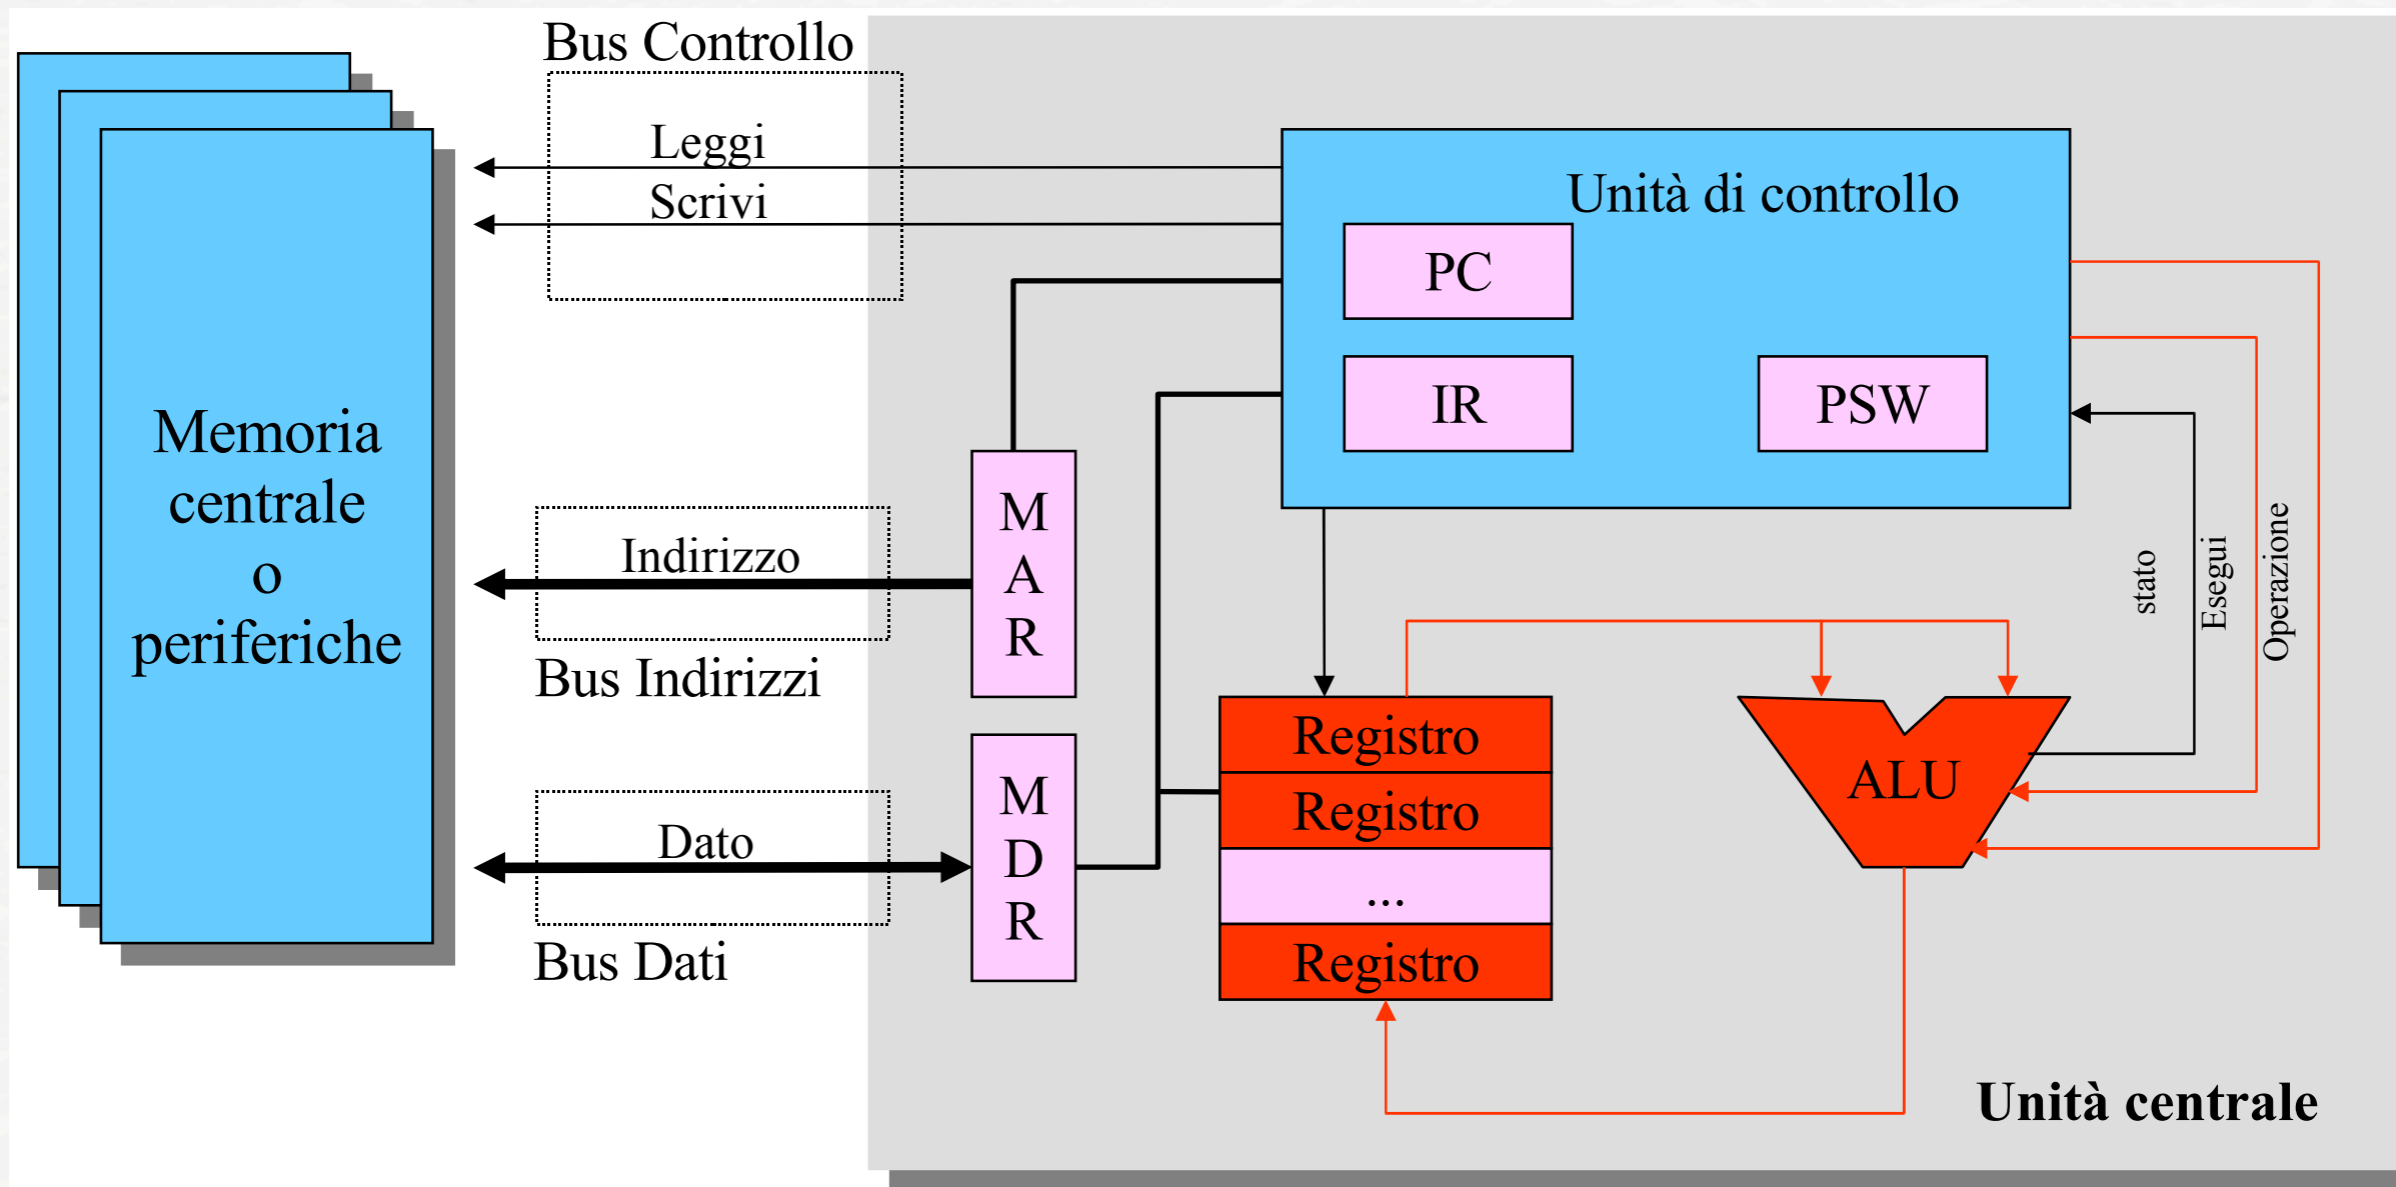 Bus Controllo
Leggi
Scrivi
Unità di controllo
PC
IR
PSW
Memoria
centrale
o
periferiche
Indirizzo
Bus Indirizzi
M
A
R
stato
Esegui
Operazione
Dato
Bus Dati
M
D
R
Registro
Registro
...
Registro
ALU
Unità centrale